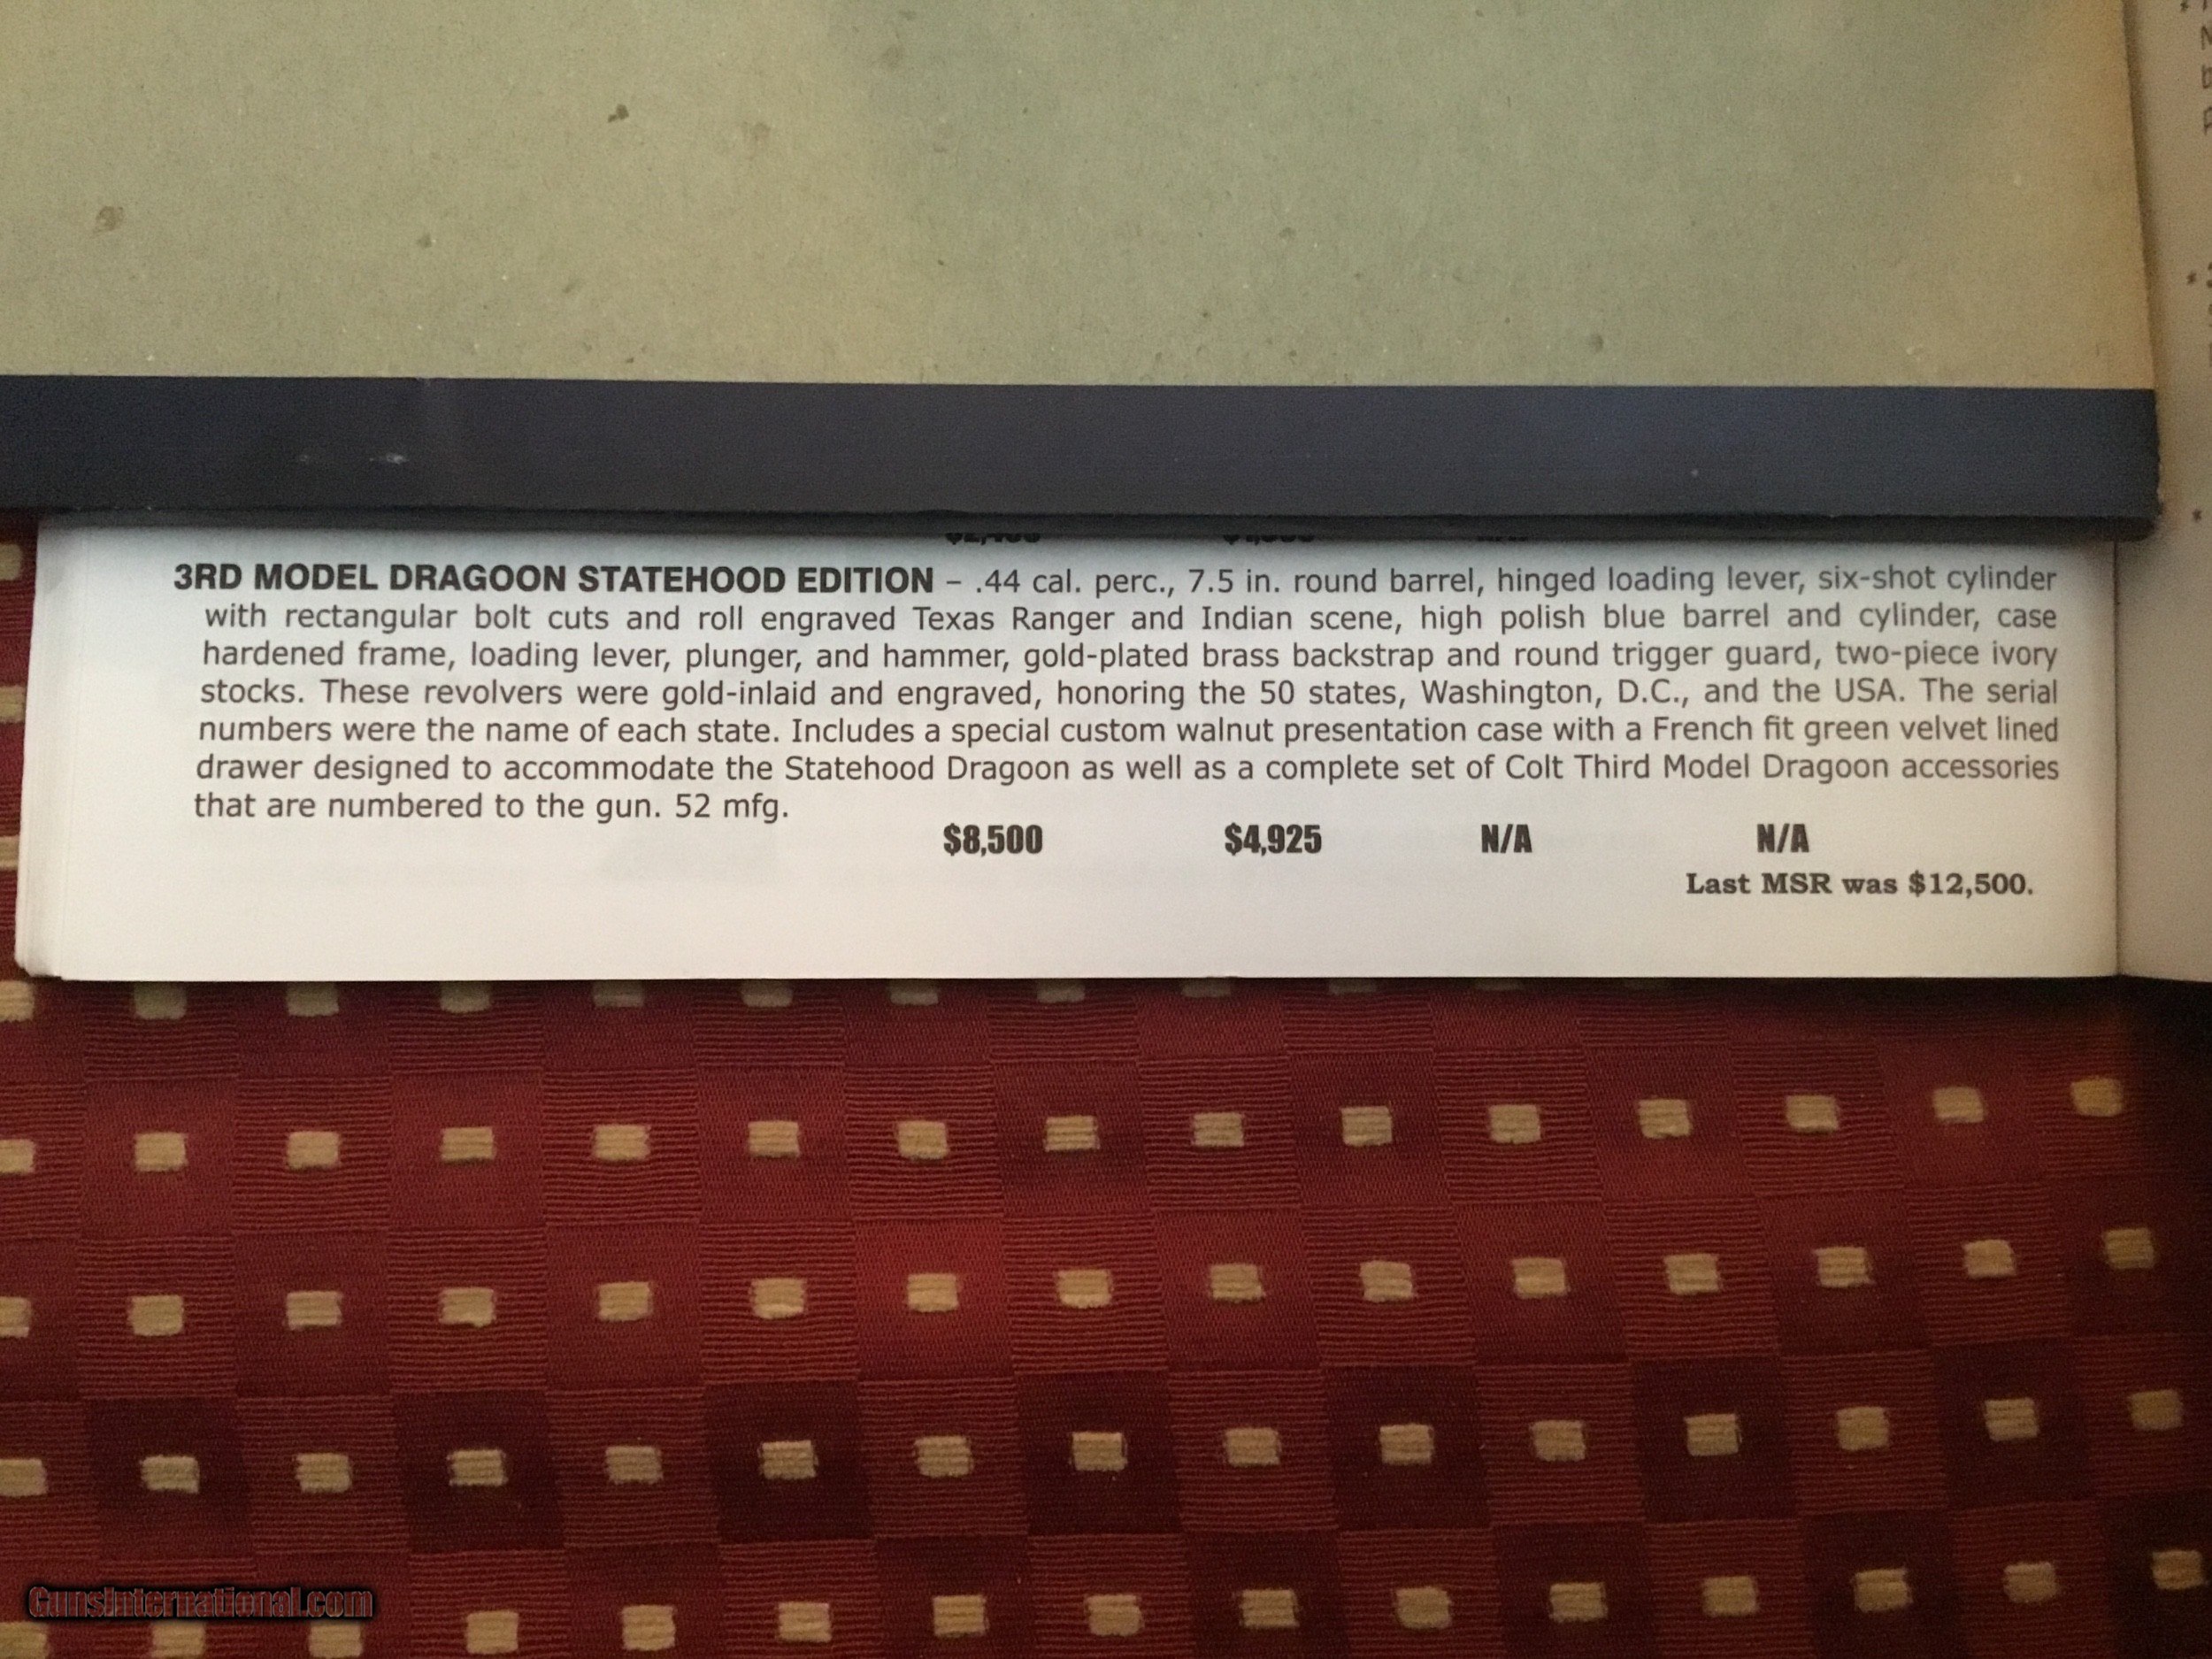 3RD MODEL DRAGOON STATEHOOD EDITION – .44 cal. perc., 7.5 in. round barrel, hinged loading lever, six-shot cylinder
with rectangular bolt cuts and roll engraved Texas Ranger and Indian scene, high polish blue barrel and cylinder, case
hardened frame, loading lever, plunger, and hammer, gold-plated brass backstrap and round trigger guard, two-piece ivory
stocks. These revolvers were gold-inlaid and engraved, honoring the 50 states, Washington, D.C., and the USA. The serial
numbers were the name of each state. Includes a special custom walnut presentation case with a French fit green velvet lined
drawer designed to accommodate the Statehood Dragoon as well as a complete set of Colt Third Model Dragoon accessories
that are numbered to the gun. 52 mfg.
$8,500 $4,925 N/A N/A
Last MSR was $12,500.
GunsInternational.com